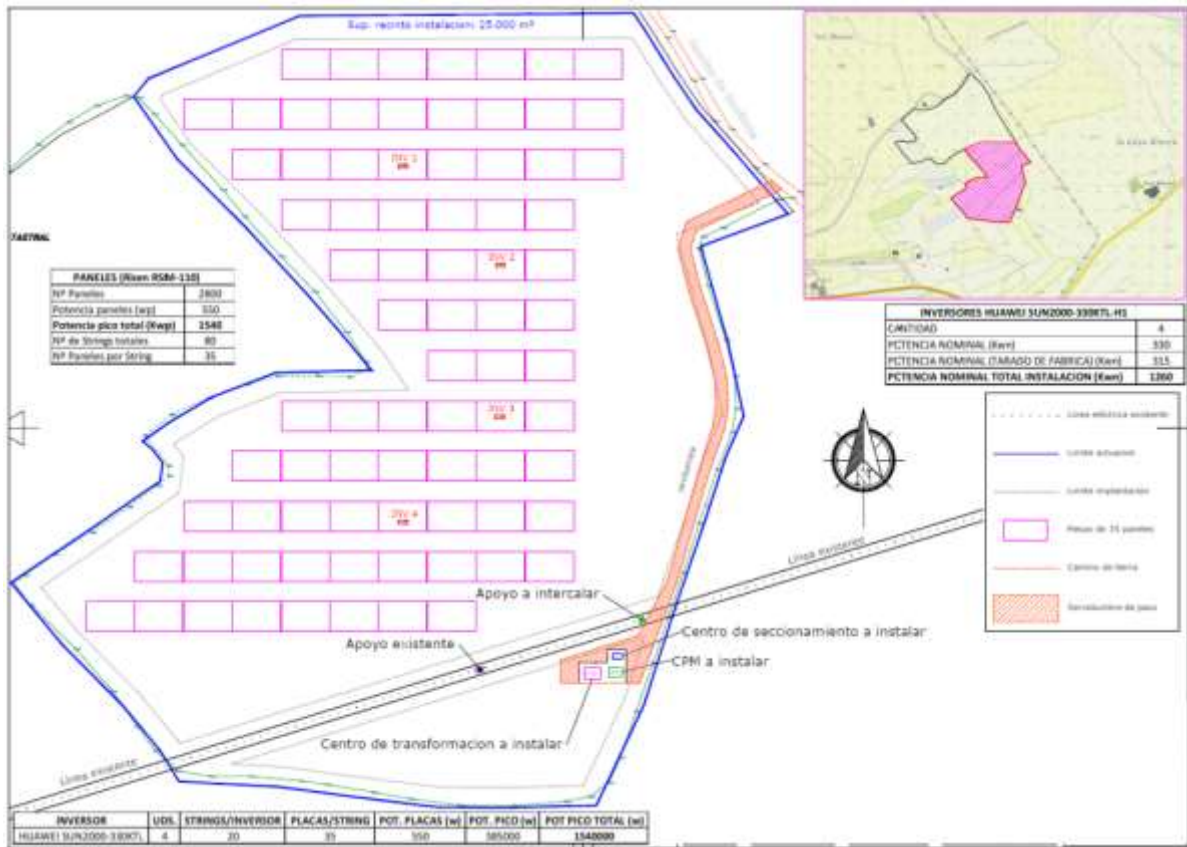 Sup. recinto instalacion: 25.000 m²
INV 1
INV 2
INV 3
INV 4
PANELES (Risen RSM-110)
Nº Paneles 2800
Potencia paneles (wp) 550
Potencia pico total (Kwp) 1540
Nº de Strings totales 80
Nº Paneles por String 35
INVERSORES HUAWEI SUN2000-330KTL-H1
CANTIDAD 4
POTENCIA NOMINAL (Kwn) 330
POTENCIA NOMINAL (TARADO DE FABRICA) (Kwn) 315
POTENCIA NOMINAL TOTAL INSTALACION (Kwn) 1260
Linea eléctrica existente
Limite actuacion
Limite implantacion
Mesas de 35 paneles
Camino de tierra
Servidumbre de paso
N
Linea existente
Apoyo a intercalar
Centro de seccionamiento a instalar
Apoyo existente
CPM a instalar
Centro de transformacion a instalar
Linea existente
INVERSOR UDS. STRINGS/INVERSOR PLACAS/STRING POT. PLACAS (w) POT. PICO (w) POT PICO TOTAL (w)
HUAWEI SUN2000-330KTL 4 20 35 550 385000 1540000